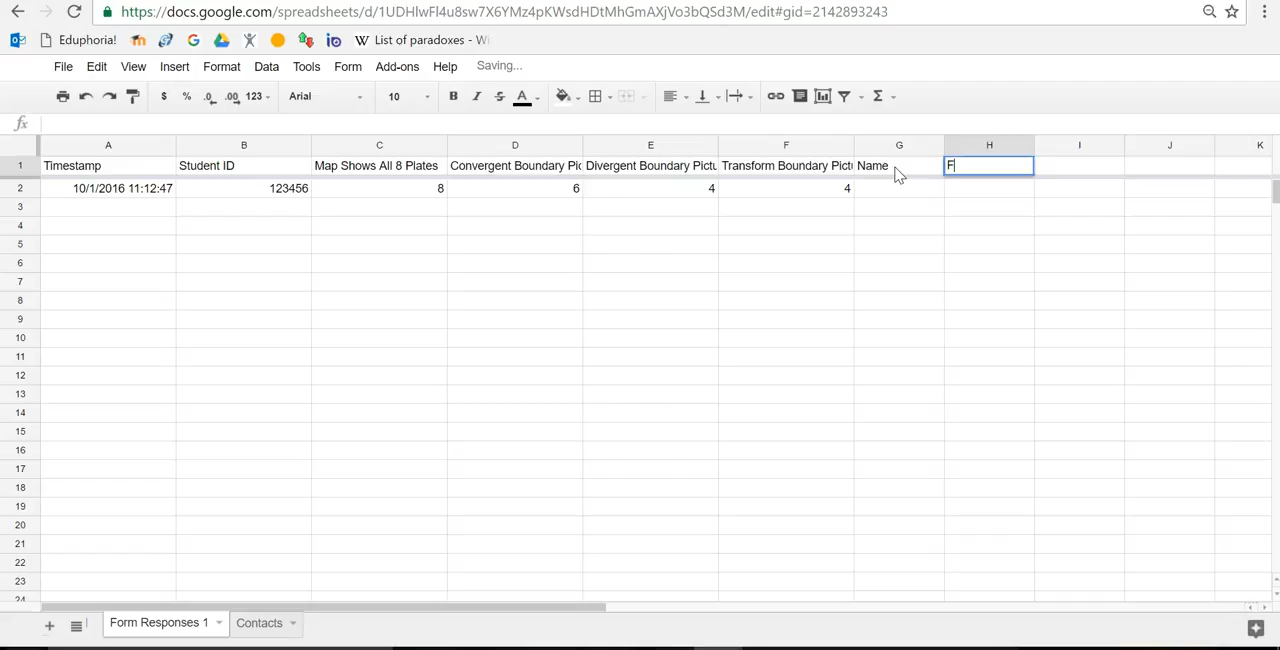 https://docs.google.com/spreadsheets/d/1UDHlwFl4u8sw7X6YMz4pKWsdHDtMhGmAXjVo3bQSd3M/edit#gid=2142893243
Eduphoria! List of paradoxes - Wi
File Edit View Insert Format Data Tools Form Add-ons Help Saving...
$ % .0 .00 123 Arial 10 B I S A Σ
fx
A B C D E F G H I J K
1 Timestamp Student ID Map Shows All 8 Plates Convergent Boundary Pic Divergent Boundary Pictu Transform Boundary Pictu Name F
2 10/1/2016 11:12:47 123456 8 6 4 4
3
4
5
6
7
8
9
10
11
12
13
14
15
16
17
18
19
20
21
22
23
24
Form Responses 1 Contacts